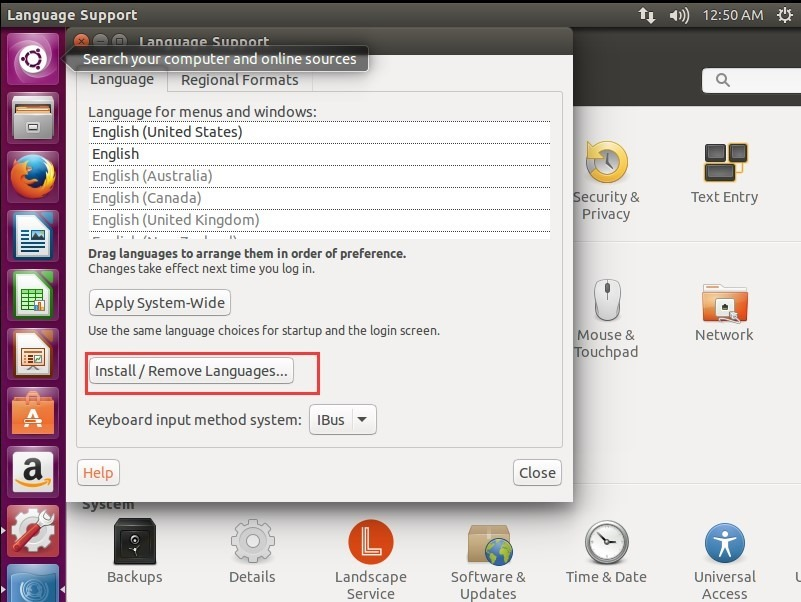 Language Support
12:50 AM
Language Support
Search your computer and online sources
Language
Regional Formats
Language for menus and windows:
English (United States)
English
English (Australia)
English (Canada)
English (United Kingdom)
Drag languages to arrange them in order of preference.
Changes take effect next time you log in.
Apply System-Wide
Use the same language choices for startup and the login screen.
Install / Remove Languages...
Keyboard input method system:
IBus
Help
Close
Security &
Privacy
Text Entry
Mouse &
Touchpad
Network
System
Backups
Details
Landscape
Service
Software &
Updates
Time & Date
Universal
Access